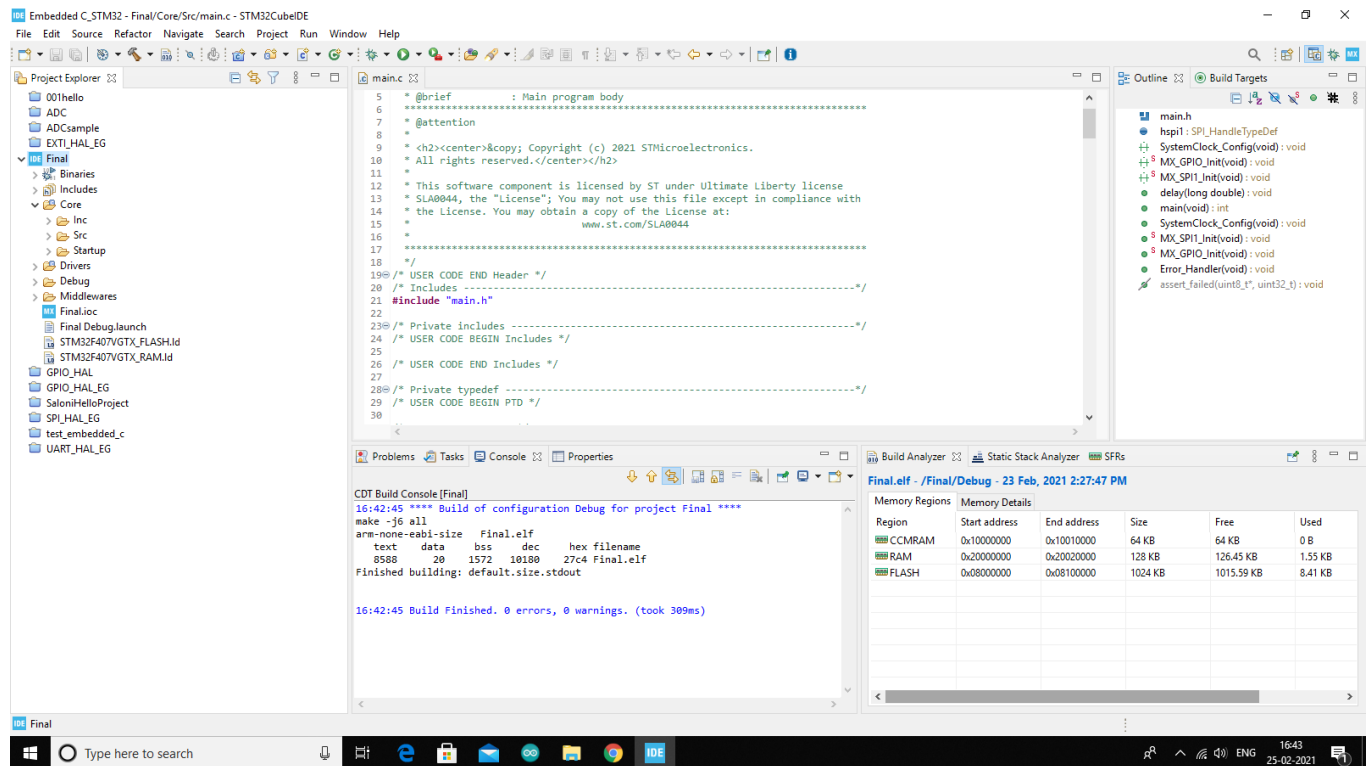 IDE Embedded C_STM32 - Final/Core/Src/main.c - STM32CubeIDE
File Edit Source Refactor Navigate Search Project Run Window Help
Project Explorer
001hello
ADC
ADCsample
EXTI_HAL_EG
IDE Final
Binaries
Includes
Core
Inc
Src
Startup
Drivers
Debug
Middlewares
MX Final.ioc
Final Debug.launch
STM32F407VGTX_FLASH.ld
STM32F407VGTX_RAM.ld
GPIO_HAL
GPIO_HAL_EG
SaloniHelloProject
SPI_HAL_EG
test_embedded_c
UART_HAL_EG
main.c
5 * @brief : Main program body
6 ******************************************************************************
7 * @attention
8 *
9 * <h2><center>&copy; Copyright (c) 2021 STMicroelectronics.
10 * All rights reserved.</center></h2>
11 *
12 * This software component is licensed by ST under Ultimate Liberty license
13 * SLA0044, the "License"; You may not use this file except in compliance with
14 * the License. You may obtain a copy of the License at:
15 * www.st.com/SLA0044
16 *
17 ******************************************************************************
18 */
19 /* USER CODE END Header */
20 /* Includes ------------------------------------------------------------------*/
21 #include "main.h"
22
23 /* Private includes ----------------------------------------------------------*/
24 /* USER CODE BEGIN Includes */
25
26 /* USER CODE END Includes */
27
28 /* Private typedef -----------------------------------------------------------*/
29 /* USER CODE BEGIN PTD */
30
Outline Build Targets
main.h
hspi1 : SPI_HandleTypeDef
SystemClock_Config(void) : void
S MX_GPIO_Init(void) : void
S MX_SPI1_Init(void) : void
delay(long double) : void
main(void) : int
SystemClock_Config(void) : void
S MX_SPI1_Init(void) : void
S MX_GPIO_Init(void) : void
Error_Handler(void) : void
assert_failed(uint8_t*, uint32_t) : void
Problems Tasks Console Properties
CDT Build Console [Final]
16:42:45 **** Build of configuration Debug for project Final ****
make -j6 all
arm-none-eabi-size Final.elf
text data bss dec hex filename
8588 20 1572 10180 27c4 Final.elf
Finished building: default.size.stdout
16:42:45 Build Finished. 0 errors, 0 warnings. (took 309ms)
Build Analyzer Static Stack Analyzer SFRs
Final.elf - /Final/Debug - 23 Feb, 2021 2:27:47 PM
Memory Regions Memory Details
Region Start address End address Size Free Used
CCMRAM 0x10000000 0x10010000 64 KB 64 KB 0 B
RAM 0x20000000 0x20020000 128 KB 126.45 KB 1.55 KB
FLASH 0x08000000 0x08100000 1024 KB 1015.59 KB 8.41 KB
IDE Final
Type here to search
IDE
ENG
16:43
25-02-2021
1